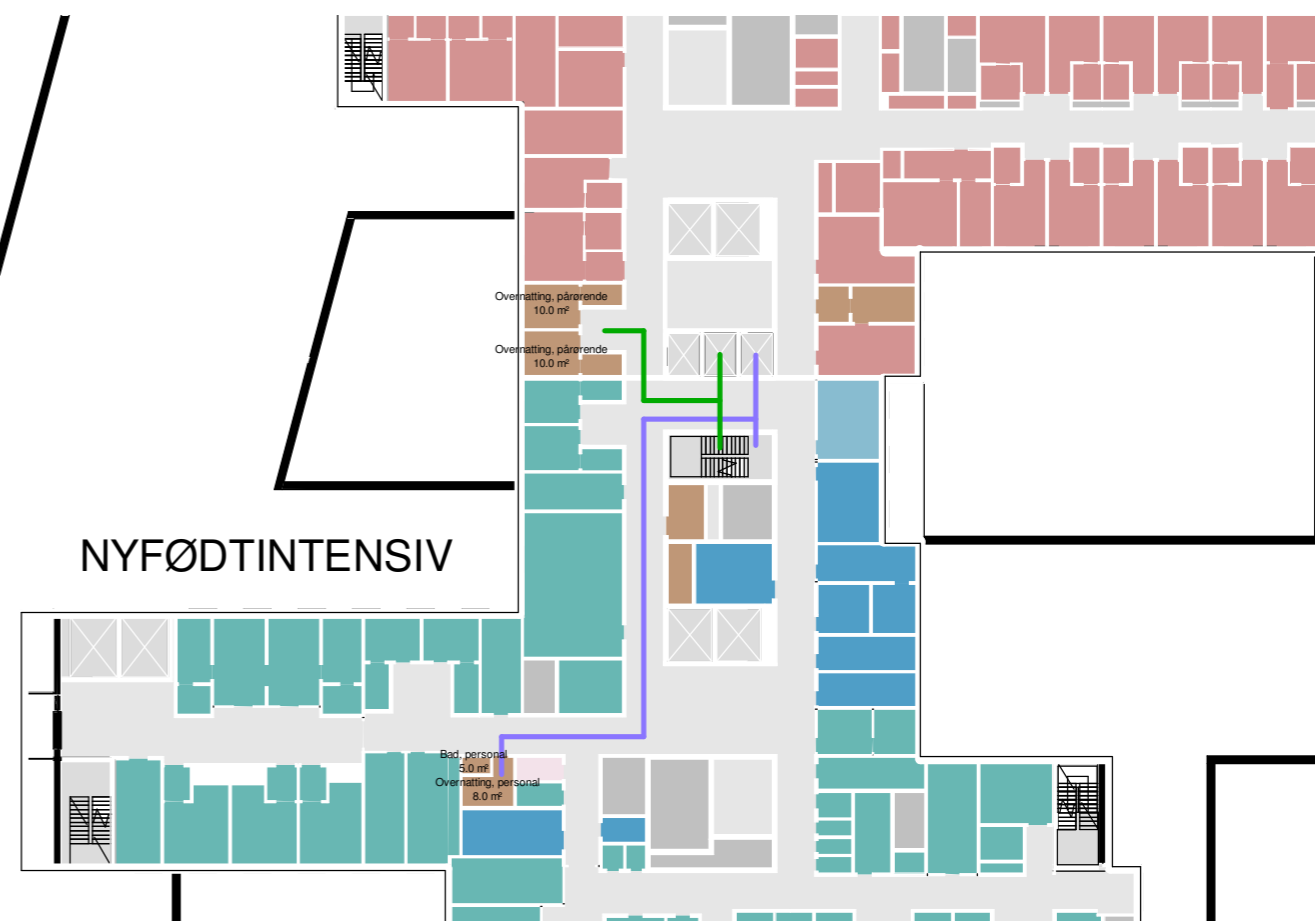 Overnatting, pårørende
10.0 m²
Overnatting, pårørende
10.0 m²
NYFØDTINTENSIV
Bad, personal
5.0 m²
Overnatting, personal
8.0 m²